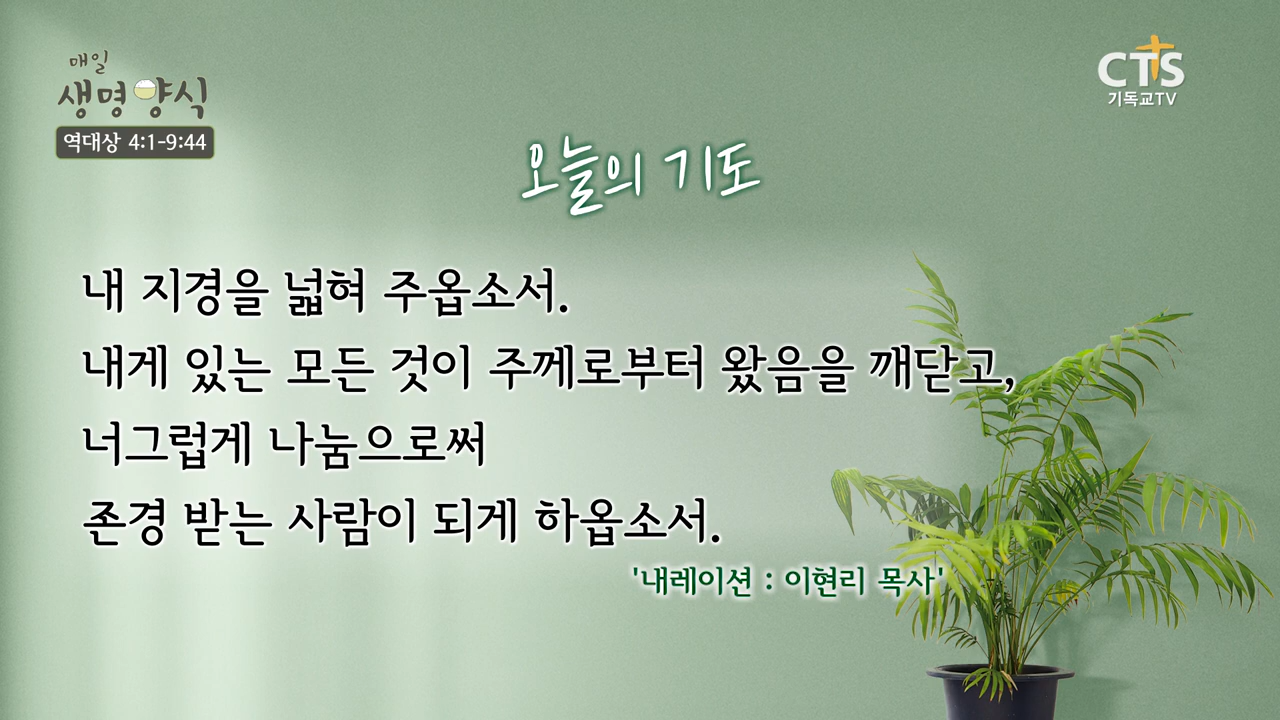 매일
생명양식
역대상 4:1-9:44
CTS
기독교TV
오늘의 기도
내 지경을 넓혀 주옵소서.
내게 있는 모든 것이 주께로부터 왔음을 깨닫고,
너그럽게 나눔으로써
존경 받는 사람이 되게 하옵소서.
'내레이션 : 이현리 목사'